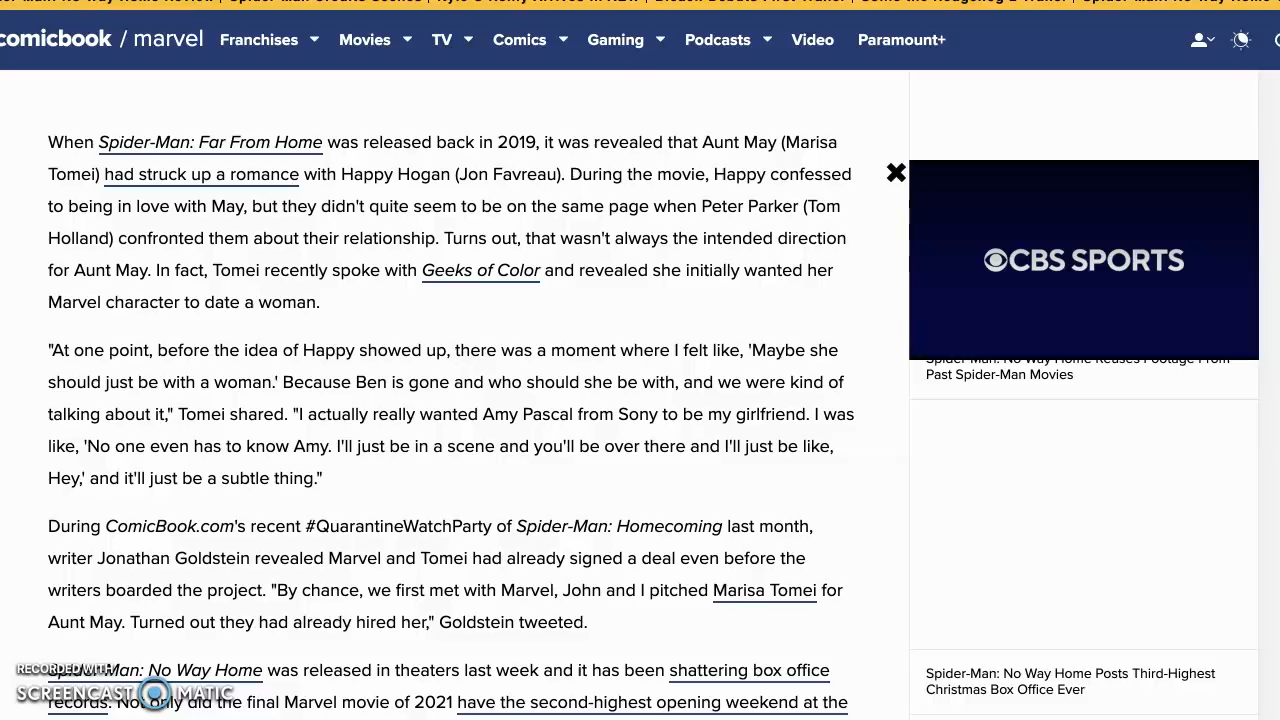 comicbook / marvel Franchises Movies TV Comics Gaming Podcasts Video Paramount+
When Spider-Man: Far From Home was released back in 2019, it was revealed that Aunt May (Marisa
Tomei) had struck up a romance with Happy Hogan (Jon Favreau). During the movie, Happy confessed
to being in love with May, but they didn't quite seem to be on the same page when Peter Parker (Tom
Holland) confronted them about their relationship. Turns out, that wasn't always the intended direction
for Aunt May. In fact, Tomei recently spoke with Geeks of Color and revealed she initially wanted her
Marvel character to date a woman.
"At one point, before the idea of Happy showed up, there was a moment where I felt like, 'Maybe she
should just be with a woman.' Because Ben is gone and who should she be with, and we were kind of
talking about it," Tomei shared. "I actually really wanted Amy Pascal from Sony to be my girlfriend. I was
like, 'No one even has to know Amy. I'll just be in a scene and you'll be over there and I'll just be like,
Hey,' and it'll just be a subtle thing."
During ComicBook.com's recent #QuarantineWatchParty of Spider-Man: Homecoming last month,
writer Jonathan Goldstein revealed Marvel and Tomei had already signed a deal even before the
writers boarded the project. "By chance, we first met with Marvel, John and I pitched Marisa Tomei for
Aunt May. Turned out they had already hired her," Goldstein tweeted.
Spider-Man: No Way Home was released in theaters last week and it has been shattering box office
records. Not only did the final Marvel movie of 2021 have the second-highest opening weekend at the
CBS SPORTS
Spider-Man: No Way Home Reuses Footage From
Past Spider-Man Movies
Spider-Man: No Way Home Posts Third-Highest
Christmas Box Office Ever
RECORDED WITH
SCREENCAST MATIC